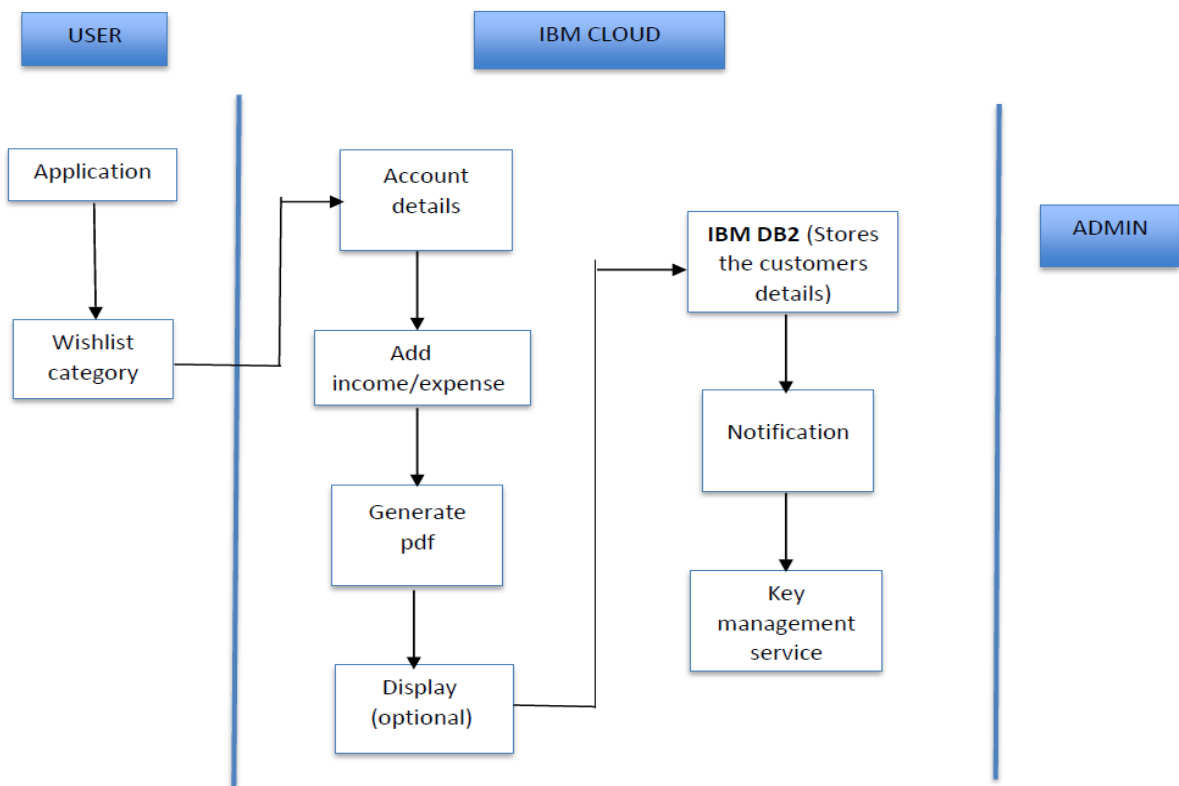 USER
IBM CLOUD
Application
Wishlist
category
Account
details
Add
income/expense
Generate
pdf
Display
(optional)
IBM DB2 (Stores
the customers
details)
Notification
Key
management
service
ADMIN